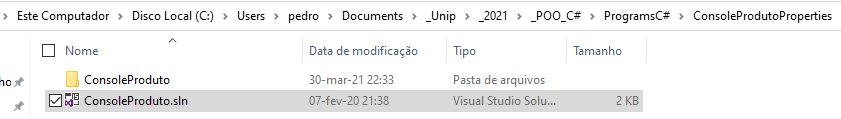 Este Computador > Disco Local (C:) > Users > pedro > Documents > _Unip > _2021 > _POO_C# > ProgramsC# > ConsoleProdutoProperties
Nome Data de modificação Tipo Tamanho
ConsoleProduto 30-mar-21 22:33 Pasta de arquivos
ConsoleProduto.sln 07-fev-20 21:38 Visual Studio Solu... 2 KB